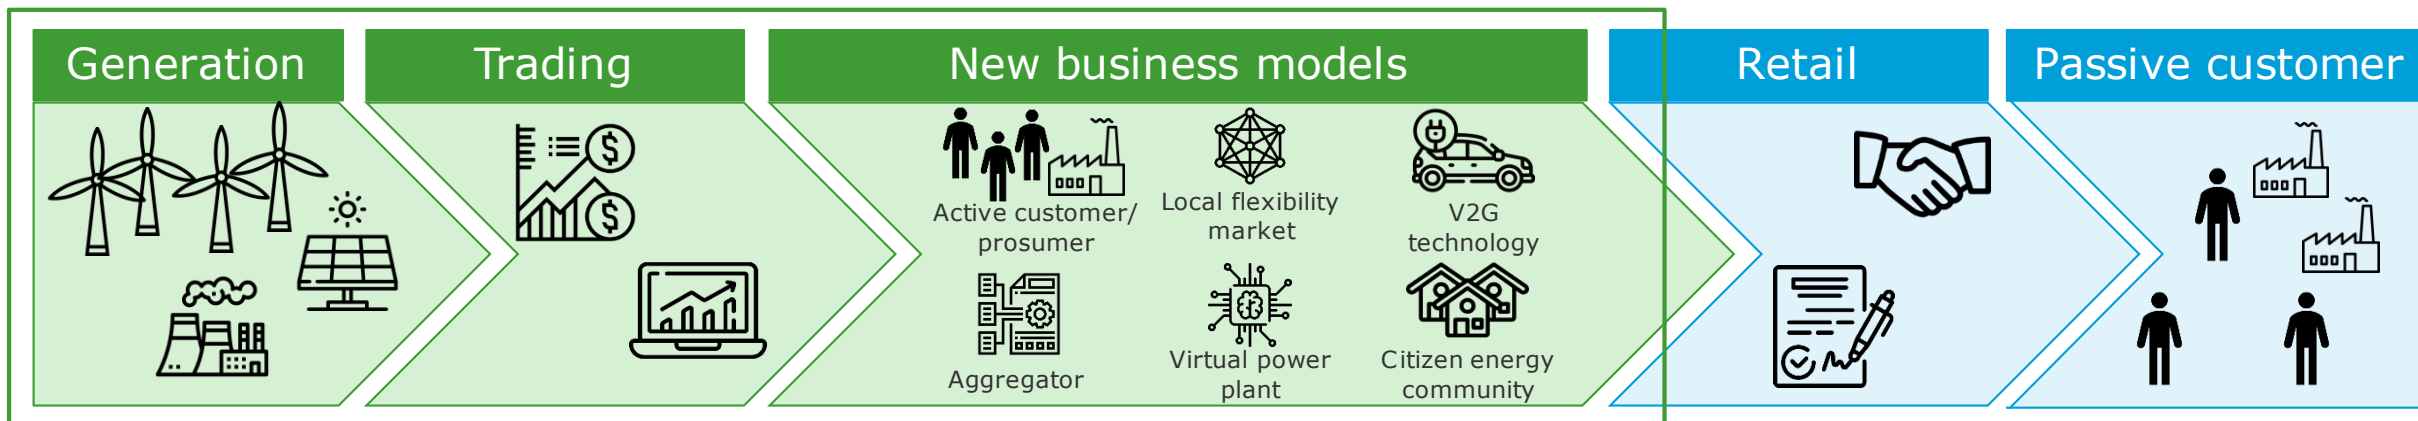 Generation
Trading
New business models
Retail
Passive customer
Active customer/
prosumer
Local flexibility
market
V2G
technology
Aggregator
Virtual power
plant
Citizen energy
community